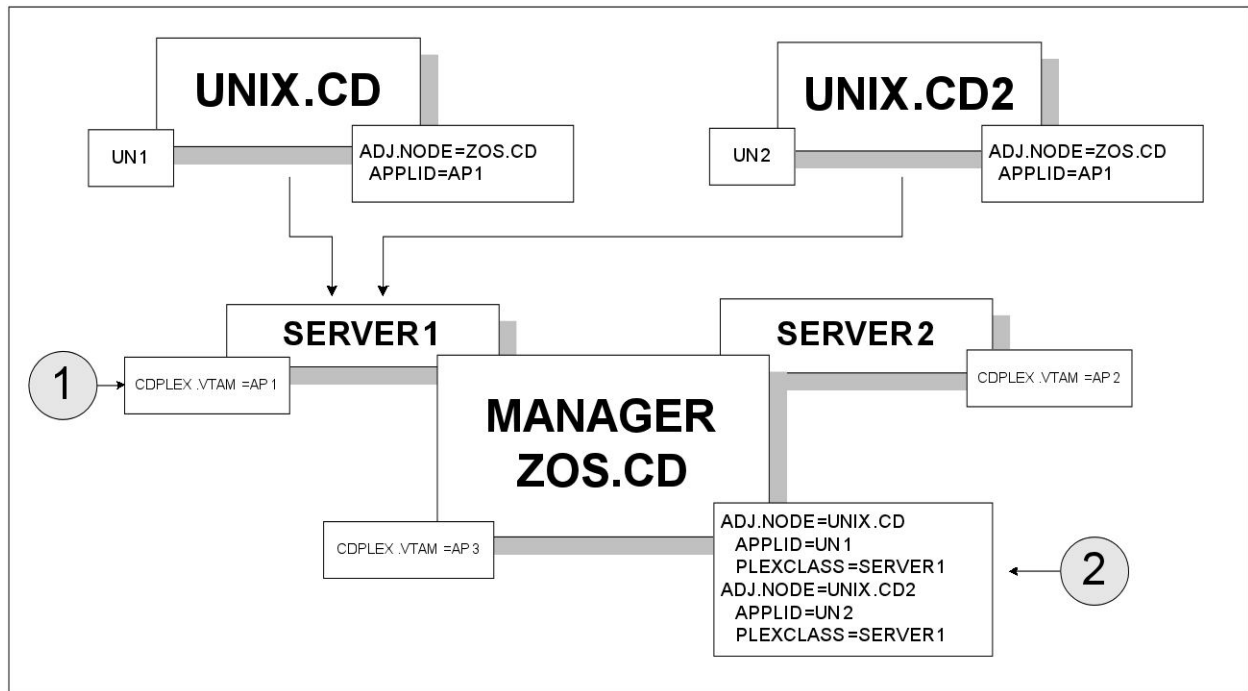 UNIX.CD
UN1
ADJ.NODE=ZOS.CD
APPLID=AP1
UNIX.CD2
UN2
ADJ.NODE=ZOS.CD
APPLID=AP1
SERVER1
1
CDPLEX .VTAM =AP1
SERVER2
CDPLEX .VTAM =AP2
MANAGER
ZOS.CD
CDPLEX .VTAM =AP3
ADJ.NODE=UNIX.CD
APPLID=UN1
PLEXCLASS=SERVER1
ADJ.NODE=UNIX.CD2
APPLID=UN2
PLEXCLASS=SERVER1
2